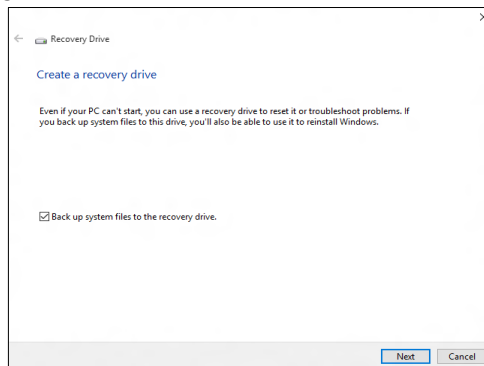 Recovery Drive
Create a recovery drive
Even if your PC can't start, you can use a recovery drive to reset it or troubleshoot problems. If
you back up system files to this drive, you'll also be able to use it to reinstall Windows.
Back up system files to the recovery drive.
Next Cancel